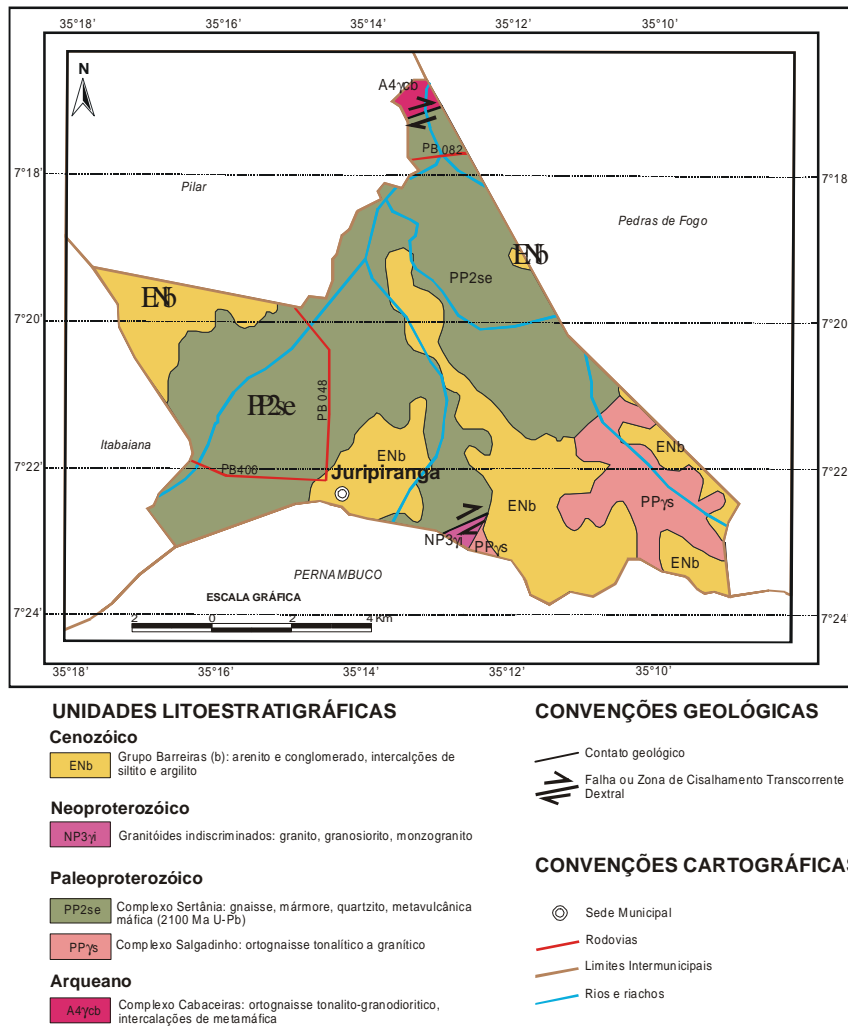 35°18' 35°16' 35°14' 35°12' 35°10'
N
A4γcb
PB 082
7°18' 7°18'
Pilar
Pedras de Fogo
ENb
PP2se
ENb
7°20' 7°20'
PB 048
PP2se
Itabaiana
ENb
ENb
7°22' PB400 7°22'
Juripiranga
ENb
PPγs
NP3γi PPγs
ENb
PERNAMBUCO
ESCALA GRÁFICA
7°24' 7°24'
2 0 2 4 Km
35°18' 35°16' 35°14' 35°12' 35°10'
UNIDADES LITOESTRATIGRÁFICAS
Cenozóico
ENb
Grupo Barreiras (b): arenito e conglomerado, intercalções de
siltito e argilito
Neoproterozóico
NP3γi
Granitóides indiscriminados: granito, granosiorito, monzogranito
Paleoproterozóico
PP2se
Complexo Sertânia: gnaisse, mármore, quartzito, metavulcânica
máfica (2100 Ma U-Pb)
PPγs
Complexo Salgadinho: ortognaisse tonalítico a granítico
Arqueano
A4γcb
Complexo Cabaceiras: ortognaisse tonalito-granodioritico,
intercalações de metamáfica
CONVENÇÕES GEOLÓGICAS
Contato geológico
Falha ou Zona de Cisalhamento Transcorrente
Dextral
CONVENÇÕES CARTOGRÁFICAS
Sede Municipal
Rodovias
Limites Intermunicipais
Rios e riachos